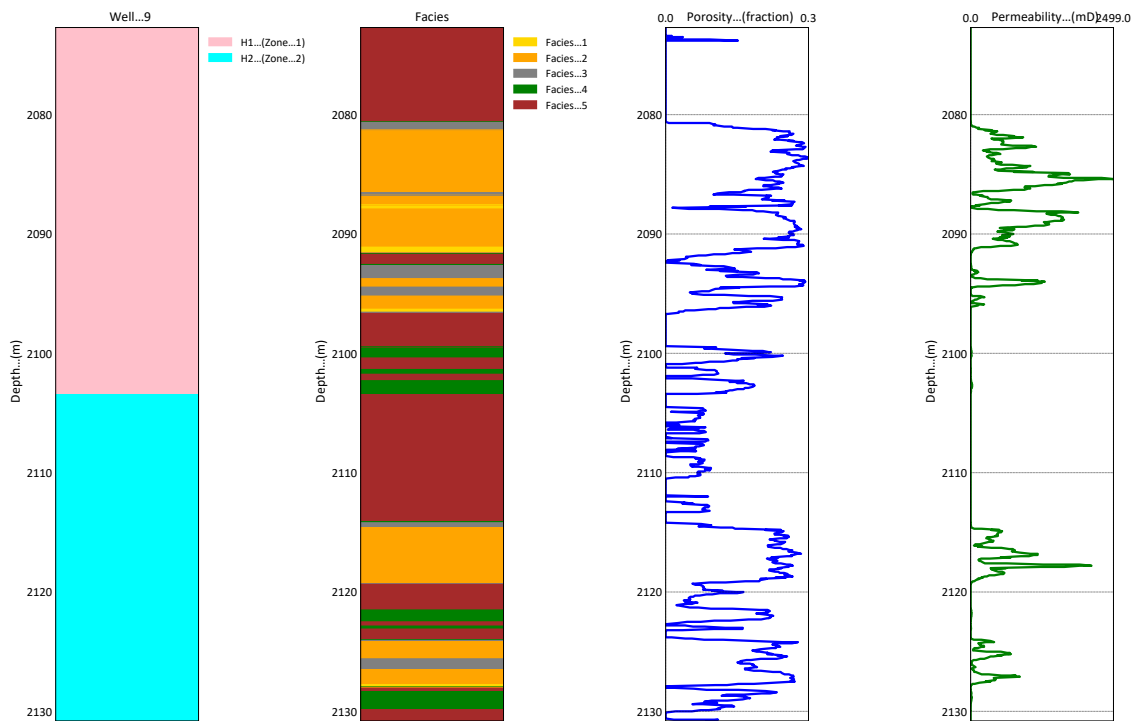 Well...9
H1...(Zone...1)
H2...(Zone...2)
Depth...(m)
2080
2090
2100
2110
2120
2130
Facies
Facies...1
Facies...2
Facies...3
Facies...4
Facies...5
Depth...(m)
2080
2090
2100
2110
2120
2130
0.0 Porosity...(fraction) 0.3
Depth...(m)
2080
2090
2100
2110
2120
2130
0.0 Permeability...(mD) 2499.0
Depth...(m)
2080
2090
2100
2110
2120
2130